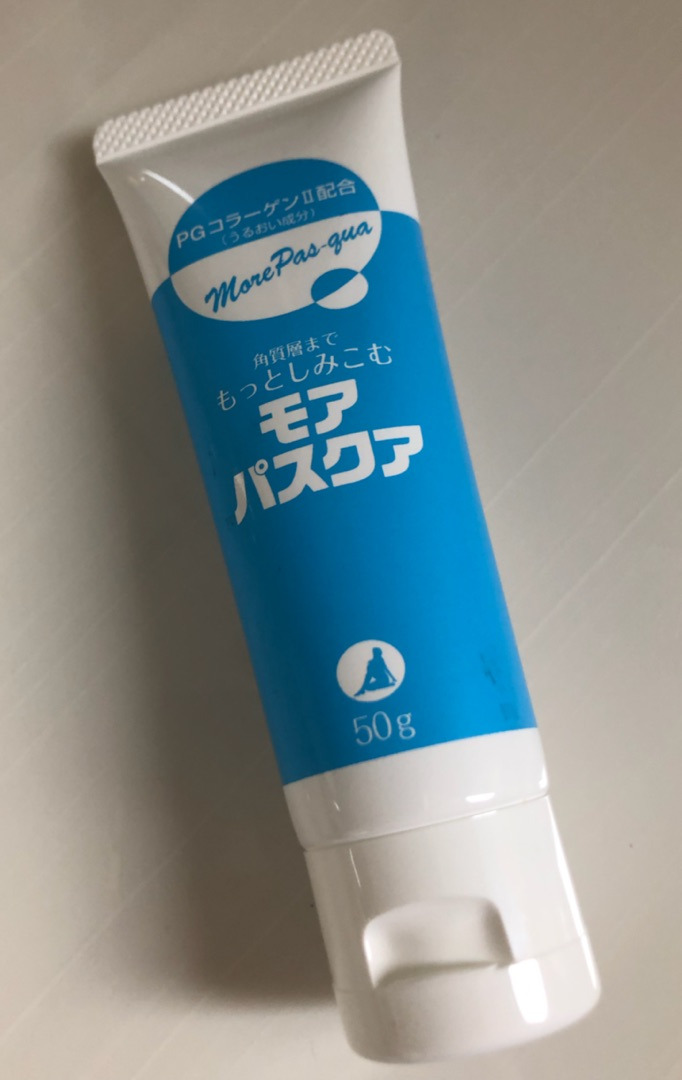 PGコラーゲンⅡ配合
(うるおい成分)
MorePas-qua
角質層まで
もっとしみこむ
モア
パスクア
50g